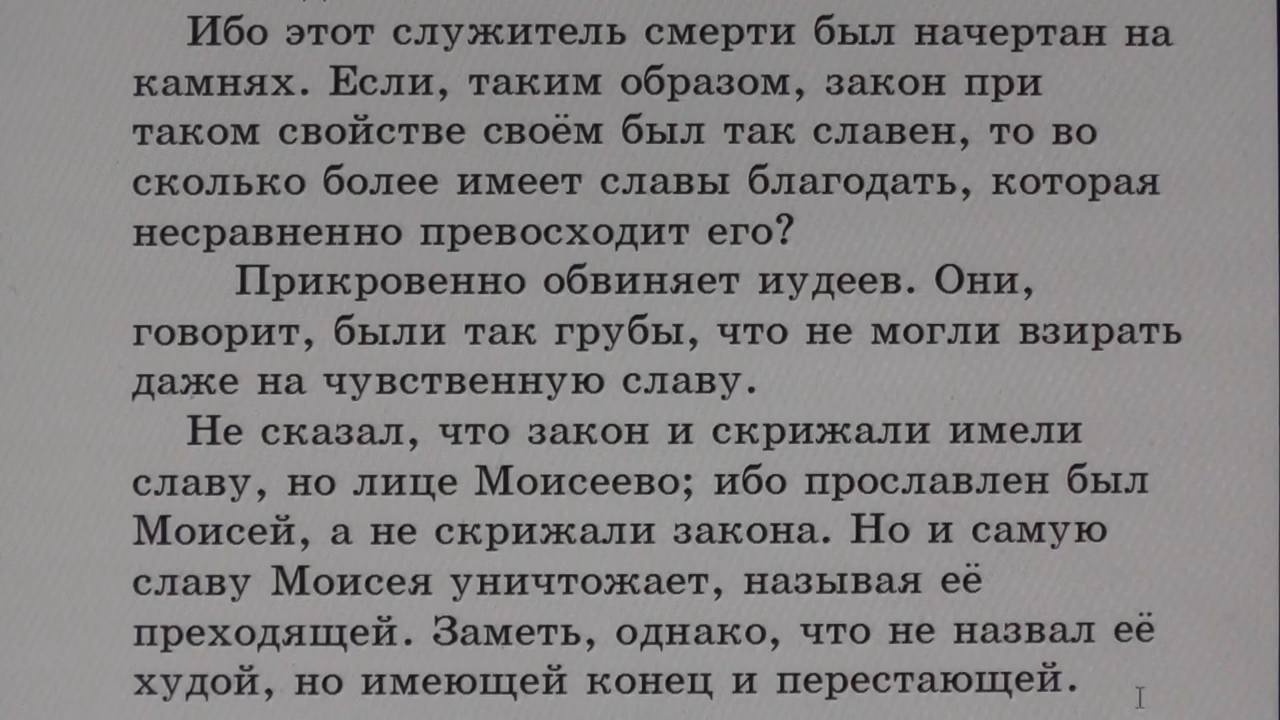 Ибо этот служитель смерти был начертан на
камнях. Если, таким образом, закон при
таком свойстве своём был так славен, то во
сколько более имеет славы благодать, которая
несравненно превосходит его?
Прикровенно обвиняет иудеев. Они,
говорит, были так грубы, что не могли взирать
даже на чувственную славу.
Не сказал, что закон и скрижали имели
славу, но лице Моисеево; ибо прославлен был
Моисей, а не скрижали закона. Но и самую
славу Моисея уничтожает, называя её
преходящей. Заметь, однако, что не назвал её
худой, но имеющей конец и перестающей.